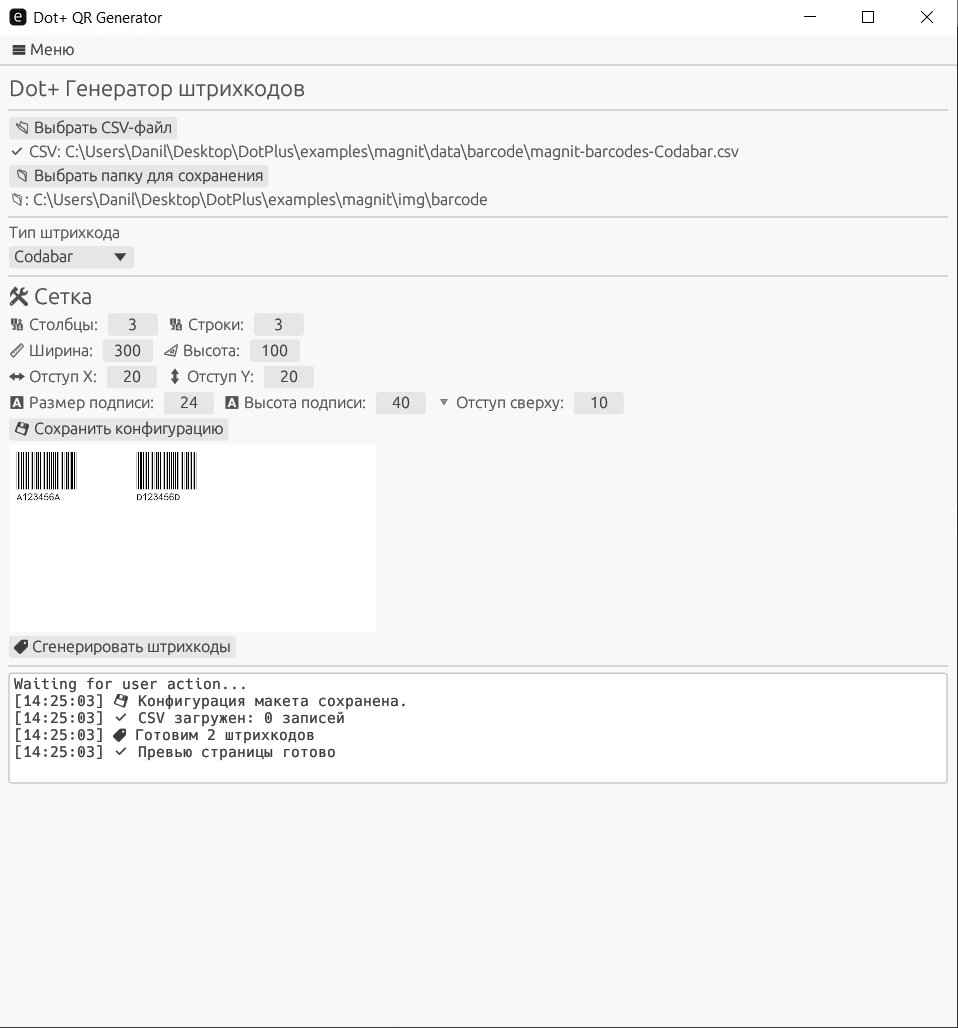 Dot+ QR Generator
Меню
Dot+ Генератор штрихкодов
Выбрать CSV-файл
✓ CSV: C:\Users\Danil\Desktop\DotPlus\examples\magnit\data\barcode\magnit-barcodes-Codabar.csv
Выбрать папку для сохранения
: C:\Users\Danil\Desktop\DotPlus\examples\magnit\img\barcode
Тип штрихкода
Codabar
Сетка
Столбцы: 3 Строки: 3
Ширина: 300 Высота: 100
Отступ X: 20 Отступ Y: 20
Размер подписи: 24 Высота подписи: 40 Отступ сверху: 10
Сохранить конфигурацию
A123456A D123456D
Сгенерировать штрихкоды
Waiting for user action...
[14:25:03] Конфигурация макета сохранена.
[14:25:03] ✓ CSV загружен: 0 записей
[14:25:03] Готовим 2 штрихкодов
[14:25:03] ✓ Превью страницы готово